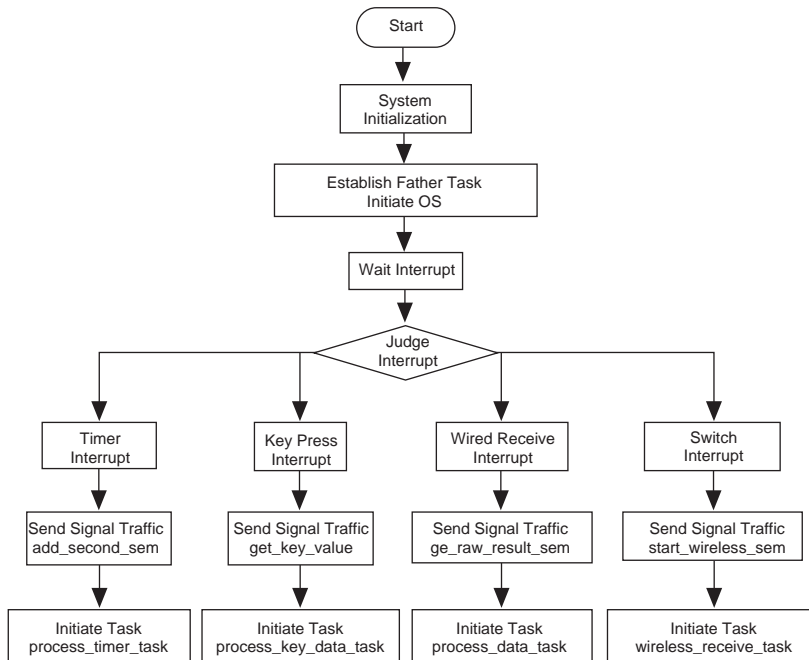 Start
System
Initialization
Establish Father Task
Initiate OS
Wait Interrupt
Judge
Interrupt
Timer
Interrupt
Key Press
Interrupt
Wired Receive
Interrupt
Switch
Interrupt
Send Signal Traffic
add_second_sem
Send Signal Traffic
get_key_value
Send Signal Traffic
ge_raw_result_sem
Send Signal Traffic
start_wireless_sem
Initiate Task
process_timer_task
Initiate Task
process_key_data_task
Initiate Task
process_data_task
Initiate Task
wireless_receive_task